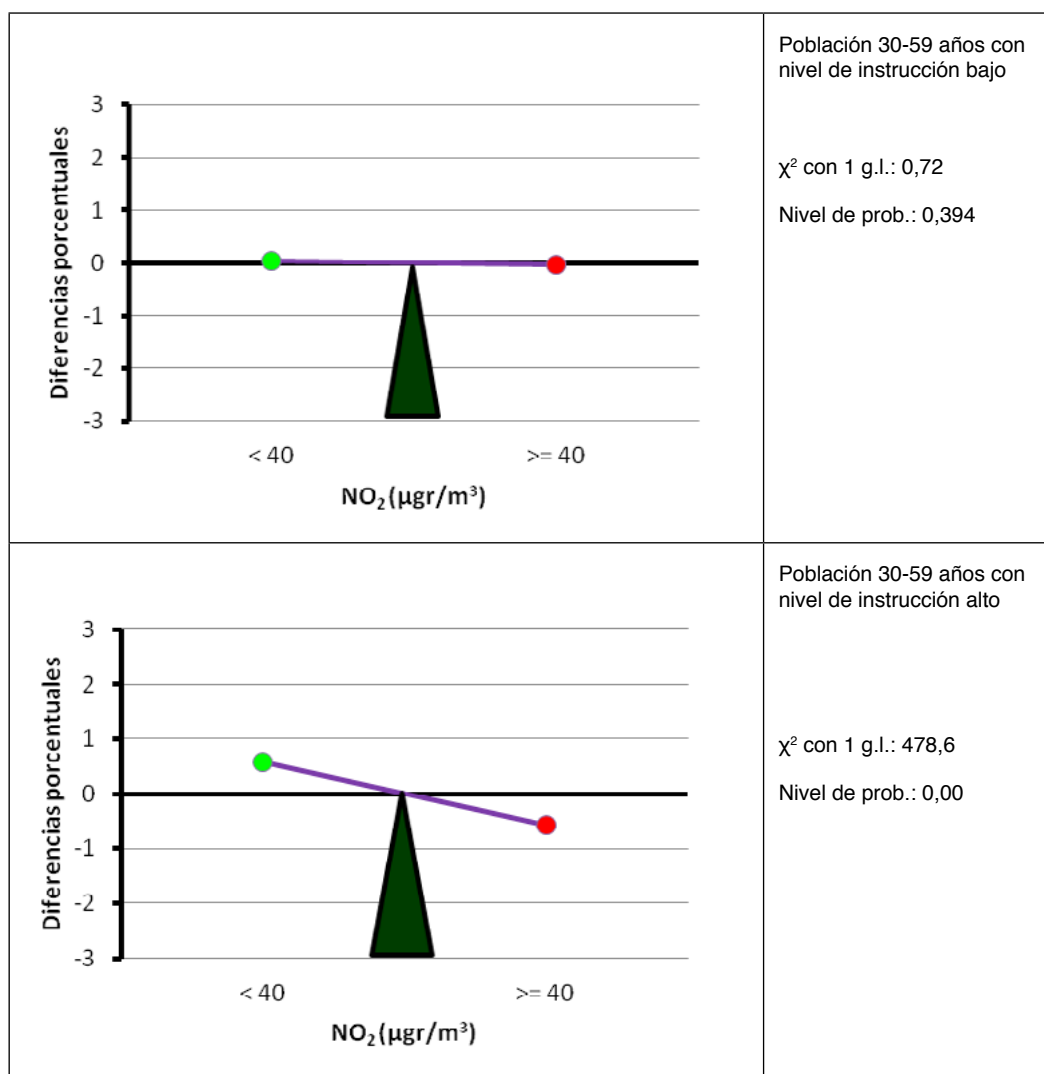 Población 30-59 años con
nivel de instrucción bajo
χ² con 1 g.l.: 0,72
Nivel de prob.: 0,394
Diferencias porcentuales
3
2
1
0
-1
-2
-3
< 40
>= 40
NO₂ (µgr/m³)
Población 30-59 años con
nivel de instrucción alto
χ² con 1 g.l.: 478,6
Nivel de prob.: 0,00
Diferencias porcentuales
3
2
1
0
-1
-2
-3
< 40
>= 40
NO₂ (µgr/m³)